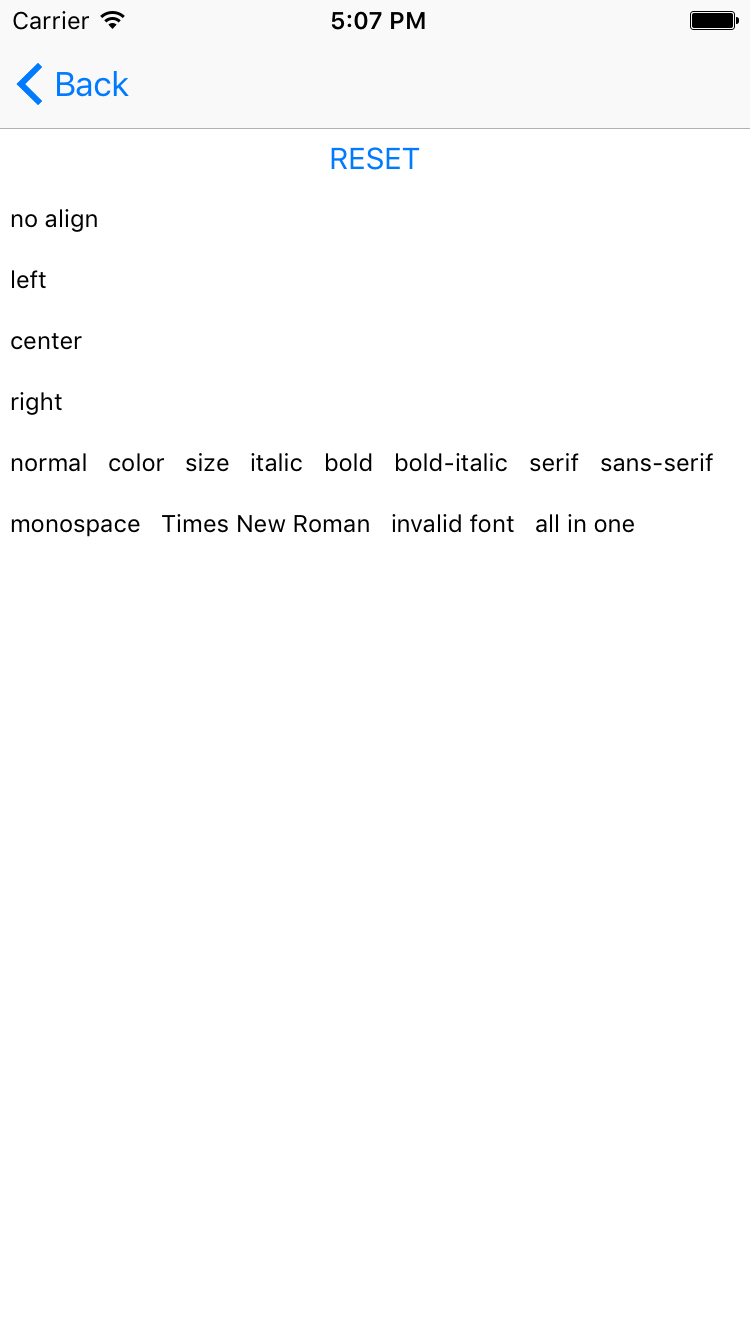 Carrier 5:07 PM
Back
RESET
no align
left
center
right
normal color size italic bold bold-italic serif sans-serif
monospace Times New Roman invalid font all in one